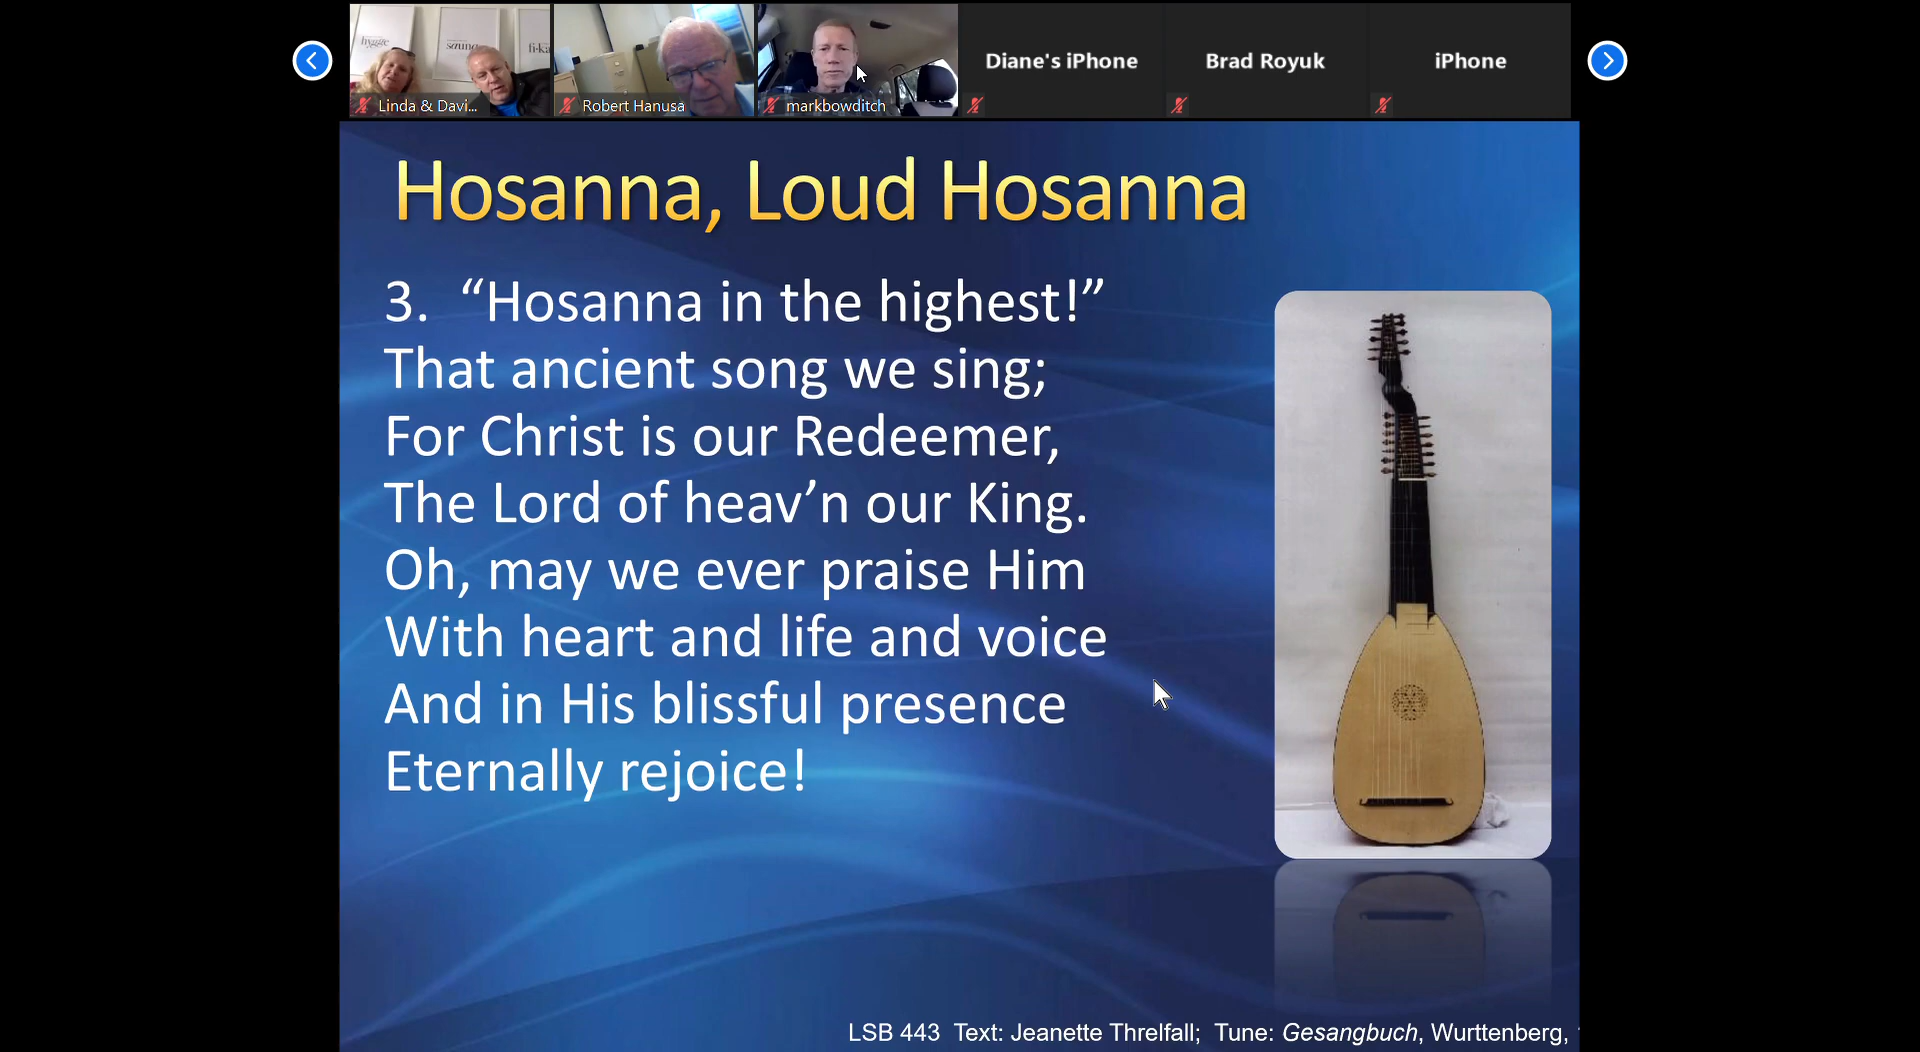 hygge
sauna
fika
Linda & Davi...
Robert Hanusa
markbowditch
Diane's iPhone
Brad Royuk
iPhone
Hosanna, Loud Hosanna
3. “Hosanna in the highest!”
That ancient song we sing;
For Christ is our Redeemer,
The Lord of heav’n our King.
Oh, may we ever praise Him
With heart and life and voice
And in His blissful presence
Eternally rejoice!
LSB 443 Text: Jeanette Threlfall; Tune: Gesangbuch, Wurttenberg,